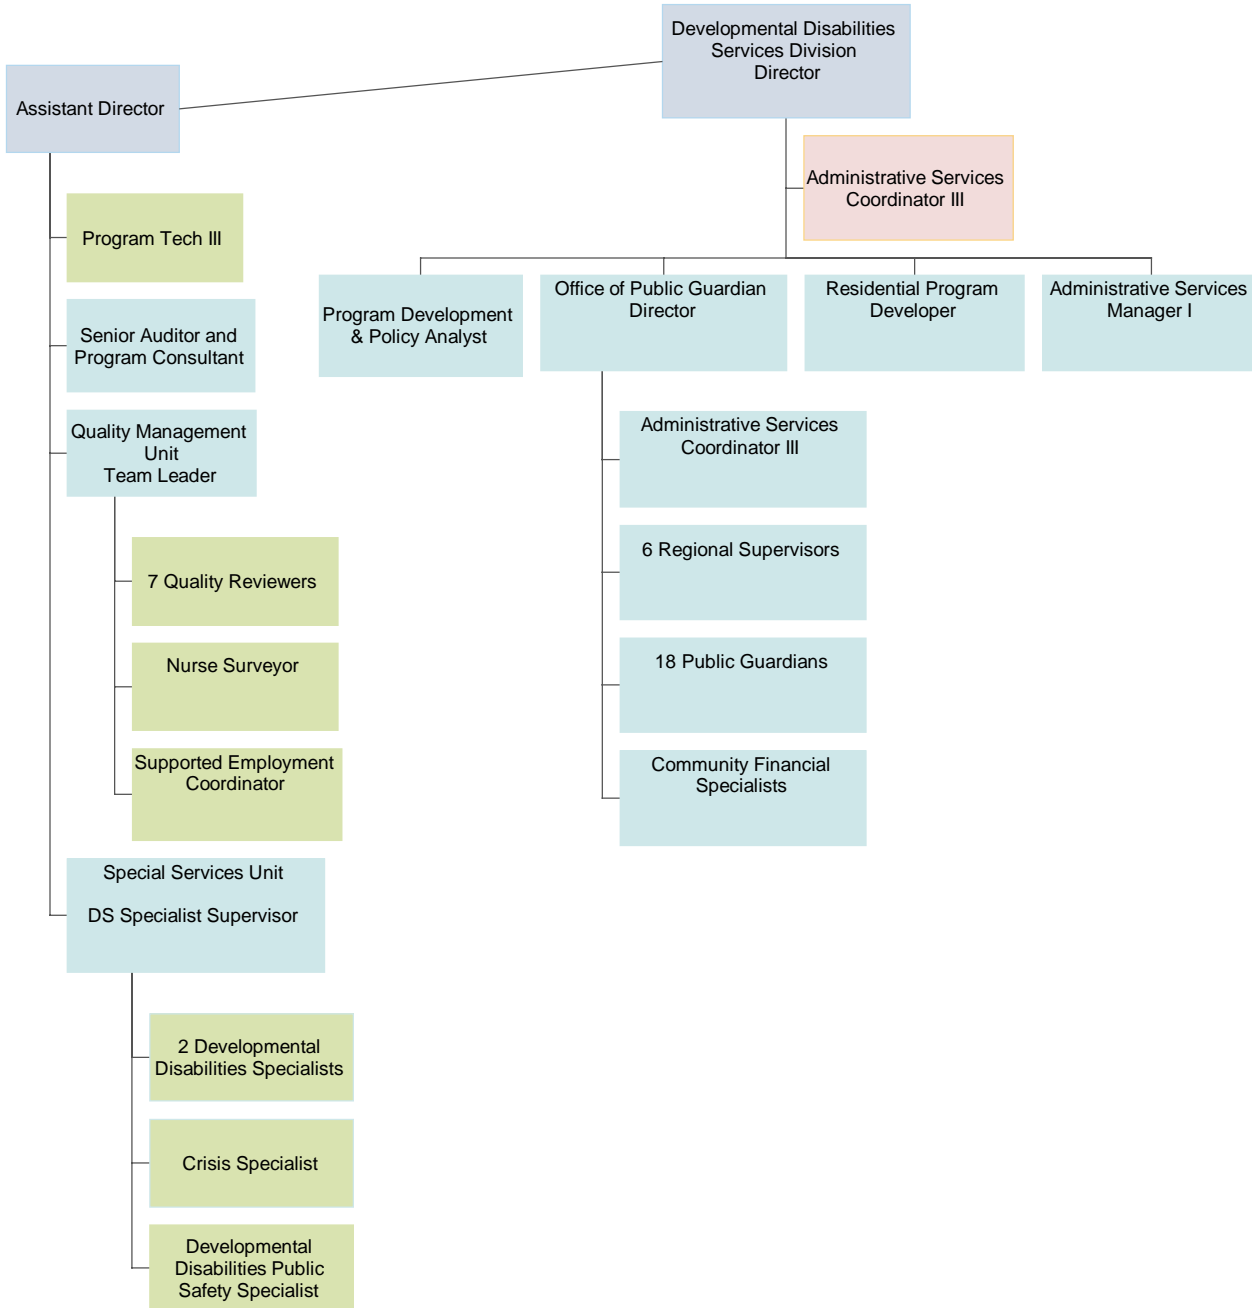 Developmental Disabilities
Services Division
Director
Assistant Director
Administrative Services
Coordinator III
Program Tech III
Program Development
& Policy Analyst
Office of Public Guardian
Director
Residential Program
Developer
Administrative Services
Manager I
Senior Auditor and
Program Consultant
Quality Management
Unit
Team Leader
Administrative Services
Coordinator III
7 Quality Reviewers
6 Regional Supervisors
Nurse Surveyor
18 Public Guardians
Supported Employment
Coordinator
Community Financial
Specialists
Special Services Unit
DS Specialist Supervisor
2 Developmental
Disabilities Specialists
Crisis Specialist
Developmental
Disabilities Public
Safety Specialist